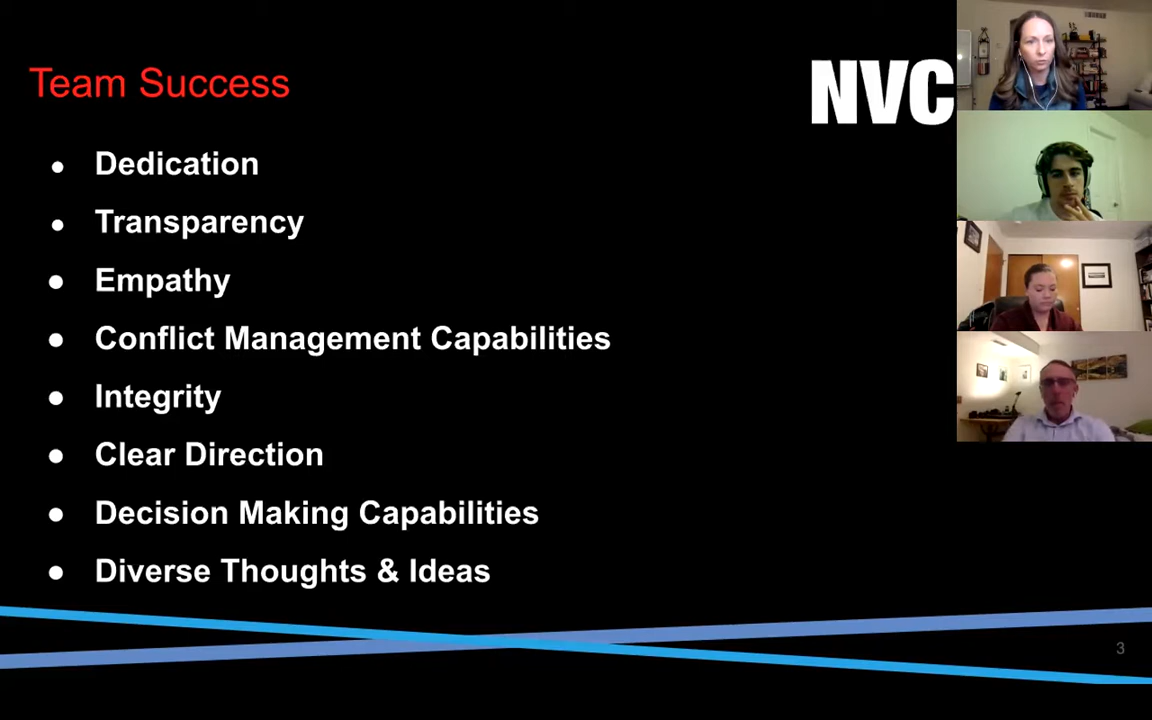 Team Success
NVC
● Dedication
● Transparency
● Empathy
● Conflict Management Capabilities
● Integrity
● Clear Direction
● Decision Making Capabilities
● Diverse Thoughts & Ideas
3